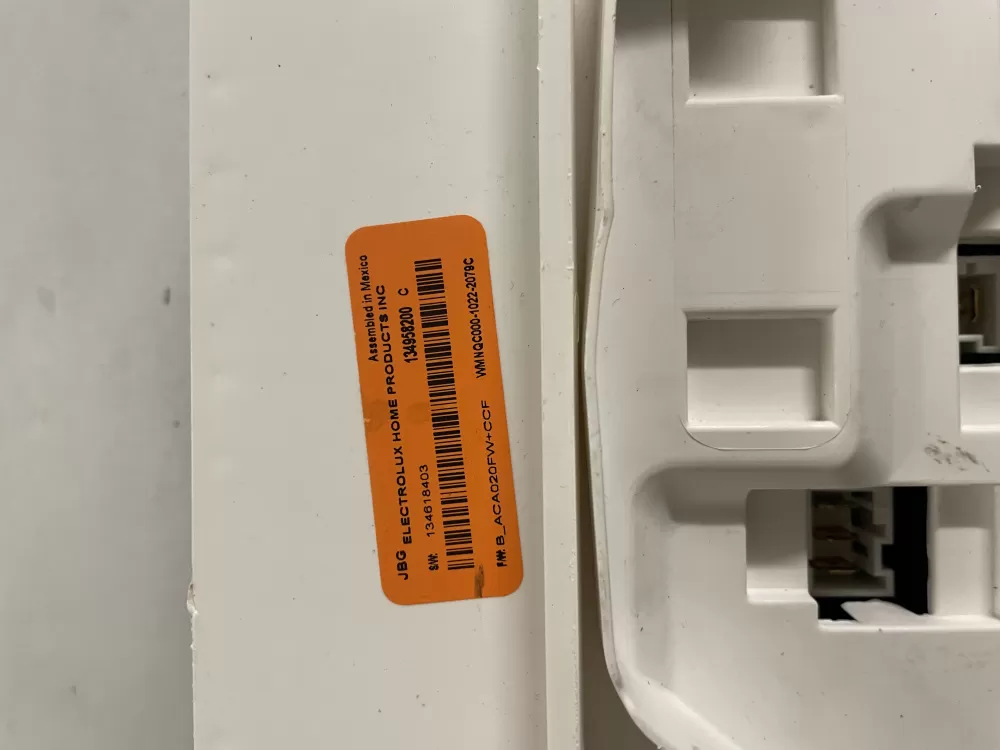 Assembled in Mexico
JBG ELECTROLUX HOME PRODUCTS INC
134958200 C
S/W: 134618403
WMNQC000-1022-2079C
F/W: B_ACA020FW+CCF